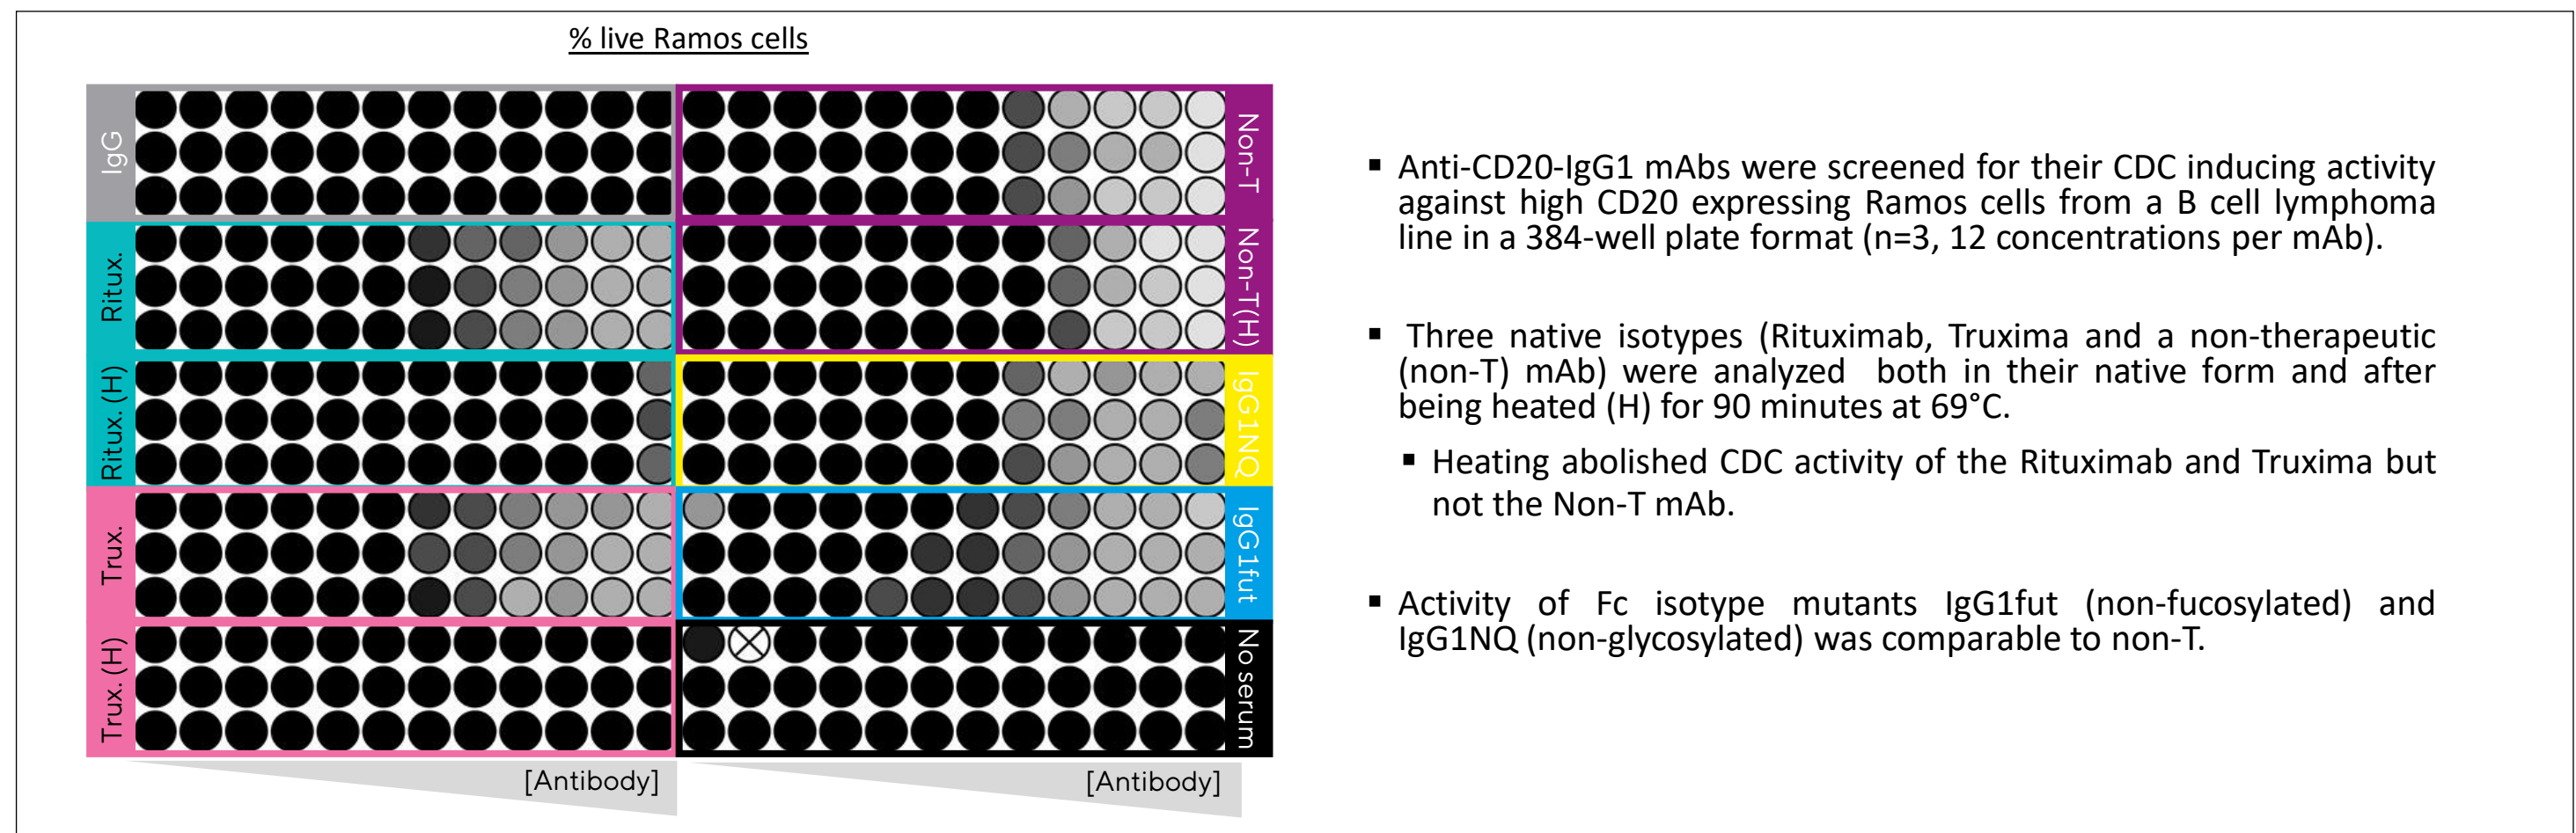 % live Ramos cells
IgG
Ritux.
Ritux. (H)
Trux.
Trux. (H)
Non-T
Non-T(H)
IgG1NQ
IgG1fut
No serum
[Antibody]
[Antibody]
▪ Anti-CD20-IgG1 mAbs were screened for their CDC inducing activity
against high CD20 expressing Ramos cells from a B cell lymphoma
line in a 384-well plate format (n=3, 12 concentrations per mAb).
▪ Three native isotypes (Rituximab, Truxima and a non-therapeutic
(non-T) mAb) were analyzed both in their native form and after
being heated (H) for 90 minutes at 69°C.
▪ Heating abolished CDC activity of the Rituximab and Truxima but
not the Non-T mAb.
▪ Activity of Fc isotype mutants IgG1fut (non-fucosylated) and
IgG1NQ (non-glycosylated) was comparable to non-T.